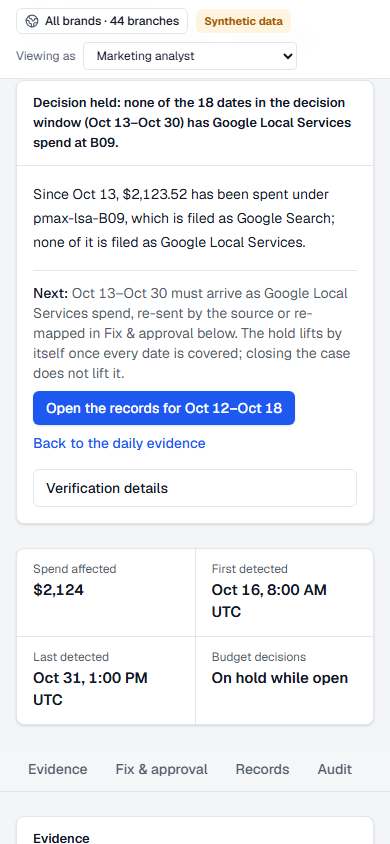 All brands · 44 branches
Synthetic data
Viewing as
Marketing analyst
Decision held: none of the 18 dates in the decision
window (Oct 13–Oct 30) has Google Local Services
spend at B09.
Since Oct 13, $2,123.52 has been spent under
pmax-lsa-B09, which is filed as Google Search;
none of it is filed as Google Local Services.
Next: Oct 13–Oct 30 must arrive as Google Local
Services spend, re-sent by the source or re-
mapped in Fix & approval below. The hold lifts by
itself once every date is covered; closing the case
does not lift it.
Open the records for Oct 12–Oct 18
Back to the daily evidence
Verification details
Spend affected
$2,124
First detected
Oct 16, 8:00 AM
UTC
Last detected
Oct 31, 1:00 PM
UTC
Budget decisions
On hold while open
Evidence
Fix & approval
Records
Audit
Evidence